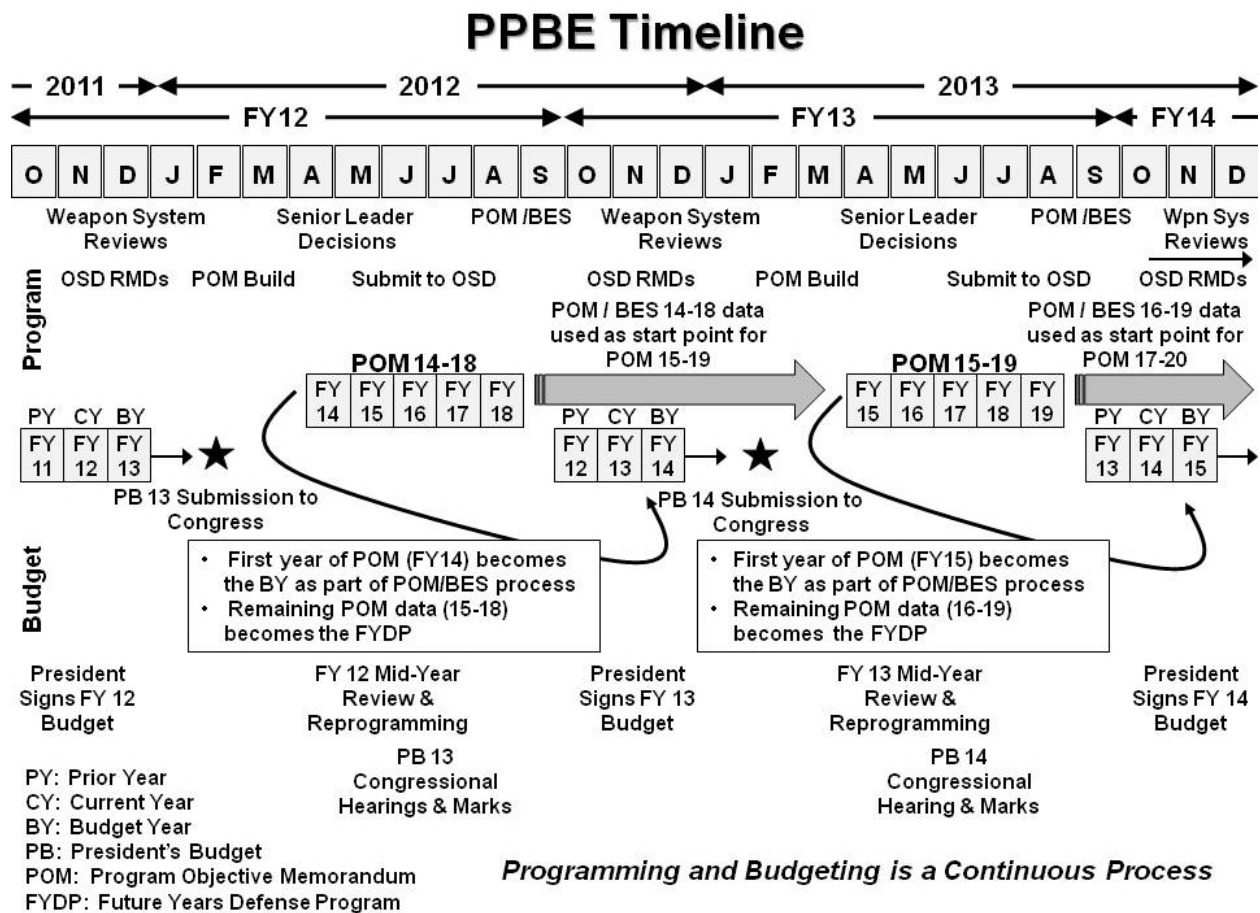 PPBE Timeline
2011 2012 2013
FY12 FY13 FY14
O N D J F M A M J J A S O N D J F M A M J J A S O N D
Weapon System
Reviews
Senior Leader
Decisions
POM /BES
Weapon System
Reviews
Senior Leader
Decisions
POM /BES
Wpn Sys
Reviews
Program
OSD RMDs
POM Build
Submit to OSD
OSD RMDs
POM Build
Submit to OSD
OSD RMDs
POM / BES 14-18 data
used as start point for
POM 15-19
POM / BES 16-19 data
used as start point for
POM 17-20
POM 14-18
FY FY FY FY FY
14 15 16 17 18
POM 15-19
FY FY FY FY FY
15 16 17 18 19
PY CY BY
FY FY FY
11 12 13
PY CY BY
FY FY FY
12 13 14
PY CY BY
FY FY FY
13 14 15
PB 13 Submission to
Congress
PB 14 Submission to
Congress
Budget
• First year of POM (FY14) becomes
the BY as part of POM/BES process
• Remaining POM data (15-18)
becomes the FYDP
• First year of POM (FY15) becomes
the BY as part of POM/BES process
• Remaining POM data (16-19)
becomes the FYDP
President
Signs FY 12
Budget
FY 12 Mid-Year
Review &
Reprogramming
President
Signs FY 13
Budget
FY 13 Mid-Year
Review &
Reprogramming
President
Signs FY 14
Budget
PB 13
Congressional
Hearings & Marks
PB 14
Congressional
Hearing & Marks
PY: Prior Year
CY: Current Year
BY: Budget Year
PB: President's Budget
POM: Program Objective Memorandum
FYDP: Future Years Defense Program
Programming and Budgeting is a Continuous Process